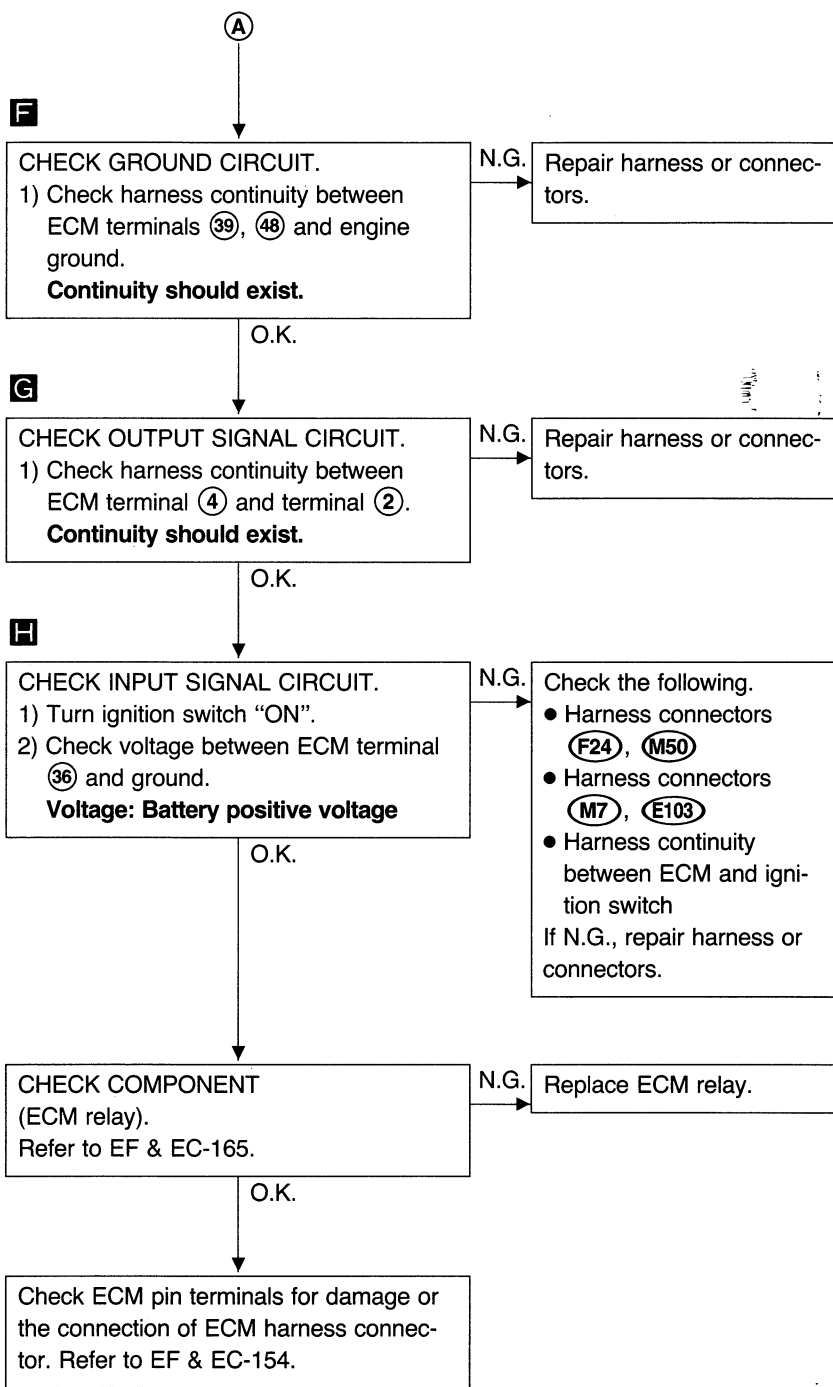 A
F
CHECK GROUND CIRCUIT.
1) Check harness continuity between
ECM terminals 39, 48 and engine
ground.
Continuity should exist.
N.G.
Repair harness or connec-
tors.
O.K.
G
CHECK OUTPUT SIGNAL CIRCUIT.
1) Check harness continuity between
ECM terminal 4 and terminal 2.
Continuity should exist.
N.G.
Repair harness or connec-
tors.
O.K.
H
CHECK INPUT SIGNAL CIRCUIT.
1) Turn ignition switch “ON”.
2) Check voltage between ECM terminal
36 and ground.
Voltage: Battery positive voltage
N.G.
Check the following.
● Harness connectors
F24, M50
● Harness connectors
M7, E103
● Harness continuity
between ECM and igni-
tion switch
If N.G., repair harness or
connectors.
O.K.
CHECK COMPONENT
(ECM relay).
Refer to EF & EC-165.
N.G.
Replace ECM relay.
O.K.
Check ECM pin terminals for damage or
the connection of ECM harness connec-
tor. Refer to EF & EC-154.